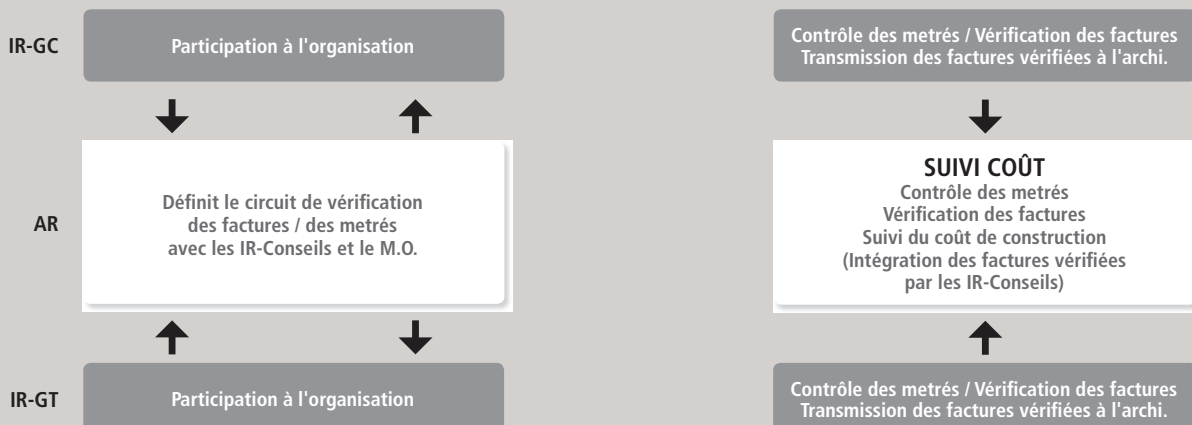 IR-GC
Participation à l'organisation
Contrôle des metrés / Vérification des factures
Transmission des factures vérifiées à l'archi.
AR
Définit le circuit de vérification
des factures / des metrés
avec les IR-Conseils et le M.O.
SUIVI COÛT
Contrôle des metrés
Vérification des factures
Suivi du coût de construction
(Intégration des factures vérifiées
par les IR-Conseils)
IR-GT
Participation à l'organisation
Contrôle des metrés / Vérification des factures
Transmission des factures vérifiées à l'archi.